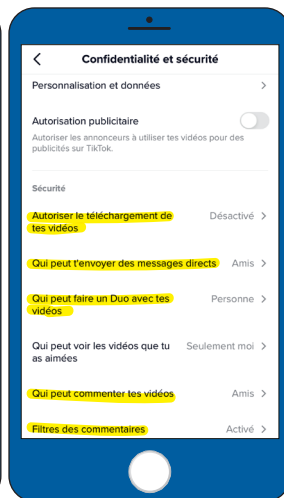 Confidentialité et sécurité
Personnalisation et données
Autorisation publicitaire
Autoriser les annonceurs à utiliser tes vidéos pour des
publicités sur TikTok.
Sécurité
Autoriser le téléchargement de Désactivé
tes vidéos
Qui peut t'envoyer des messages directs Amis
Qui peut faire un Duo avec tes Personne
vidéos
Qui peut voir les vidéos que tu Seulement moi
as aimées
Qui peut commenter tes vidéos Amis
Filtres des commentaires Activé